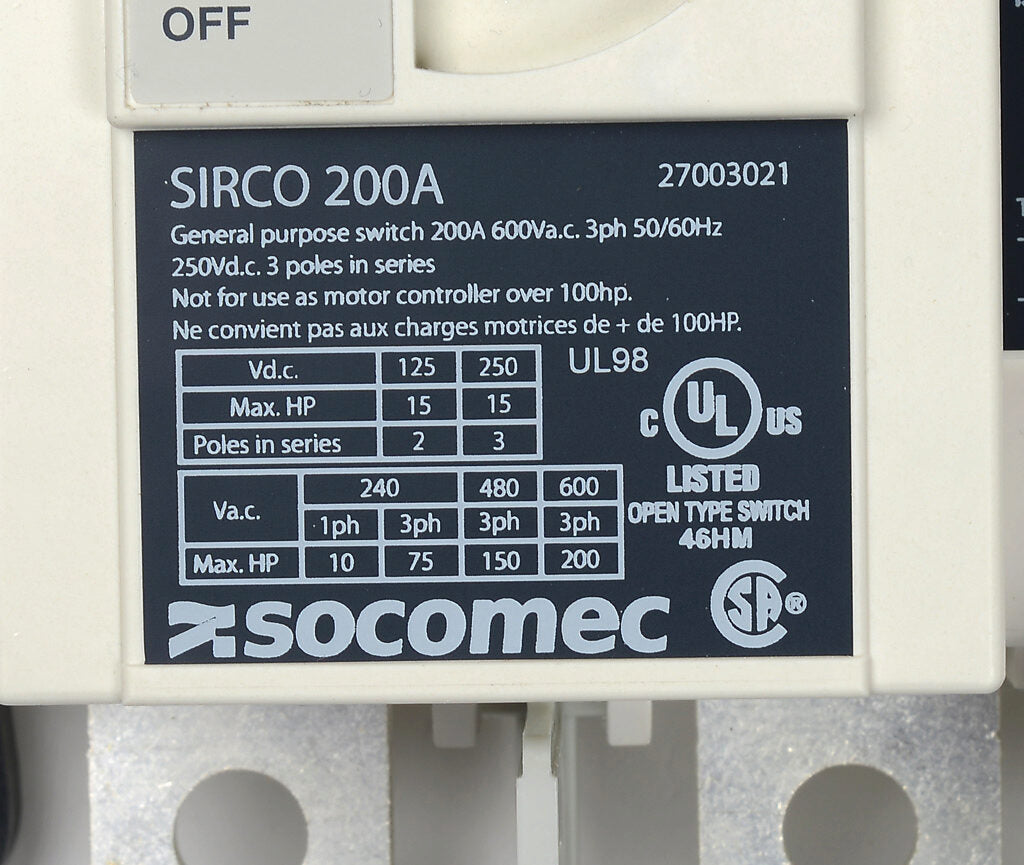 OFF
SIRCO 200A
27003021
General purpose switch 200A 600Va.c. 3ph 50/60Hz
250Vd.c. 3 poles in series
Not for use as motor controller over 100hp.
Ne convient pas aux charges motrices de + de 100HP.
Vd.c. 125 250
Max. HP 15 15
Poles in series 2 3
UL98
C UL US
LISTED
OPEN TYPE SWITCH
46HM
Va.c. 240 480 600
1ph 3ph 3ph 3ph
Max. HP 10 75 150 200
socomec
SA®